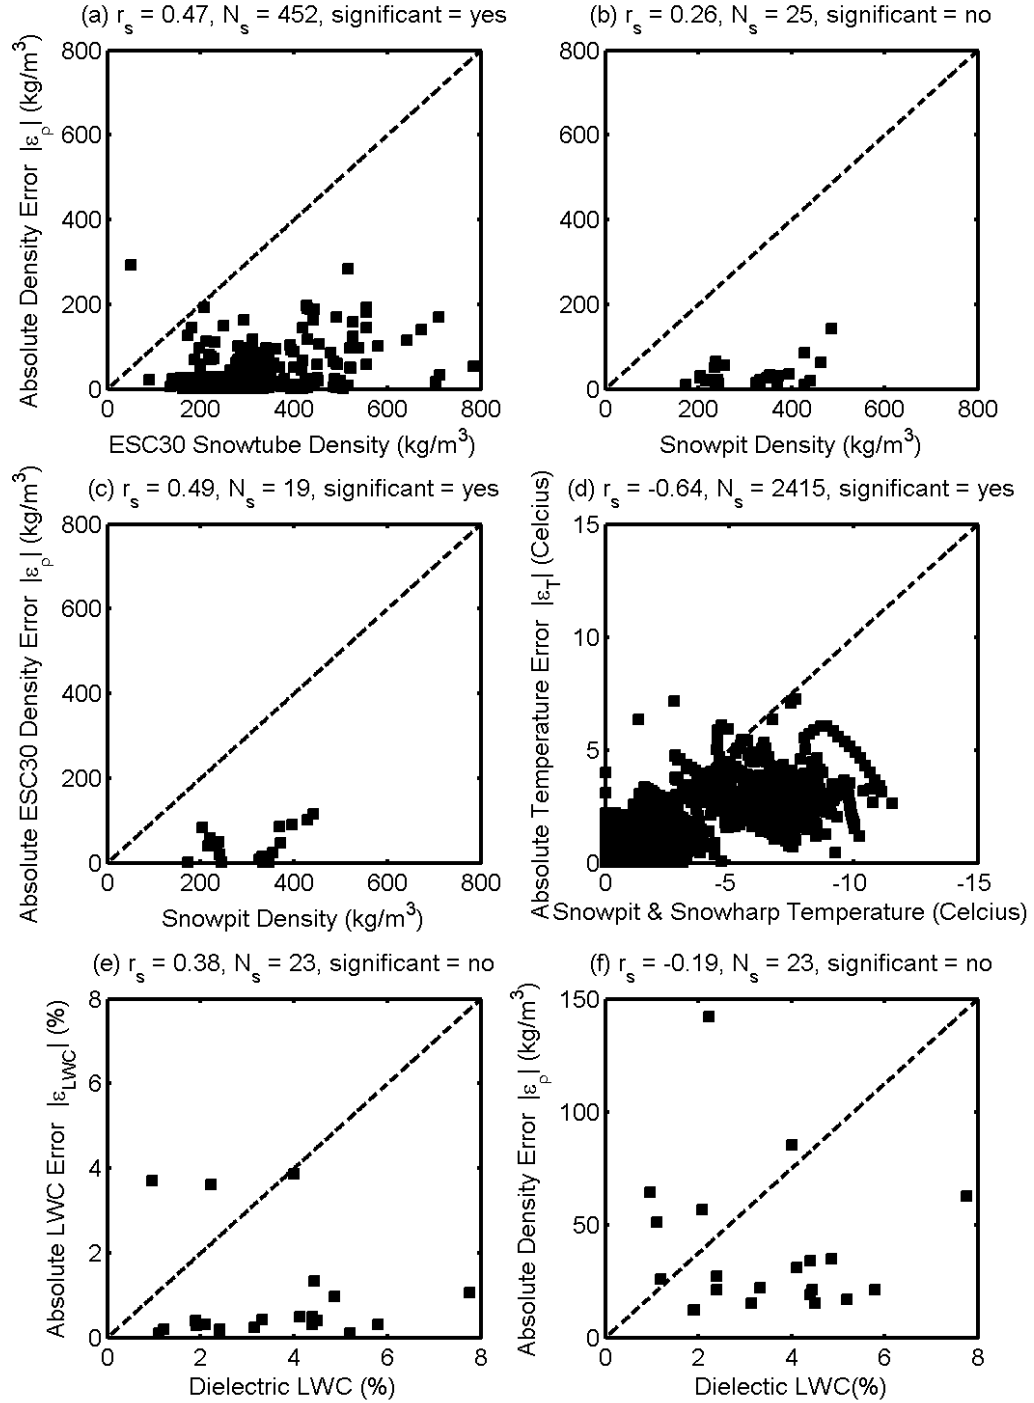 (a) r_s = 0.47, N_s = 452, significant = yes
Absolute Density Error |ε_ρ| (kg/m³)
800
600
400
200
0
0 200 400 600 800
ESC30 Snowtube Density (kg/m³)
(b) r_s = 0.26, N_s = 25, significant = no
800
600
400
200
0
0 200 400 600 800
Snowpit Density (kg/m³)
(c) r_s = 0.49, N_s = 19, significant = yes
Absolute ESC30 Density Error |ε_ρ| (kg/m³)
800
600
400
200
0
0 200 400 600 800
Snowpit Density (kg/m³)
(d) r_s = -0.64, N_s = 2415, significant = yes
Absolute Temperature Error |ε_T| (Celcius)
15
10
5
0
0 -5 -10 -15
Snowpit & Snowharp Temperature (Celcius)
(e) r_s = 0.38, N_s = 23, significant = no
Absolute LWC Error |ε_LWC| (%)
8
6
4
2
0
0 2 4 6 8
Dielectric LWC (%)
(f) r_s = -0.19, N_s = 23, significant = no
Absolute Density Error |ε_ρ| (kg/m³)
150
100
50
0
0 2 4 6 8
Dielectric LWC(%)